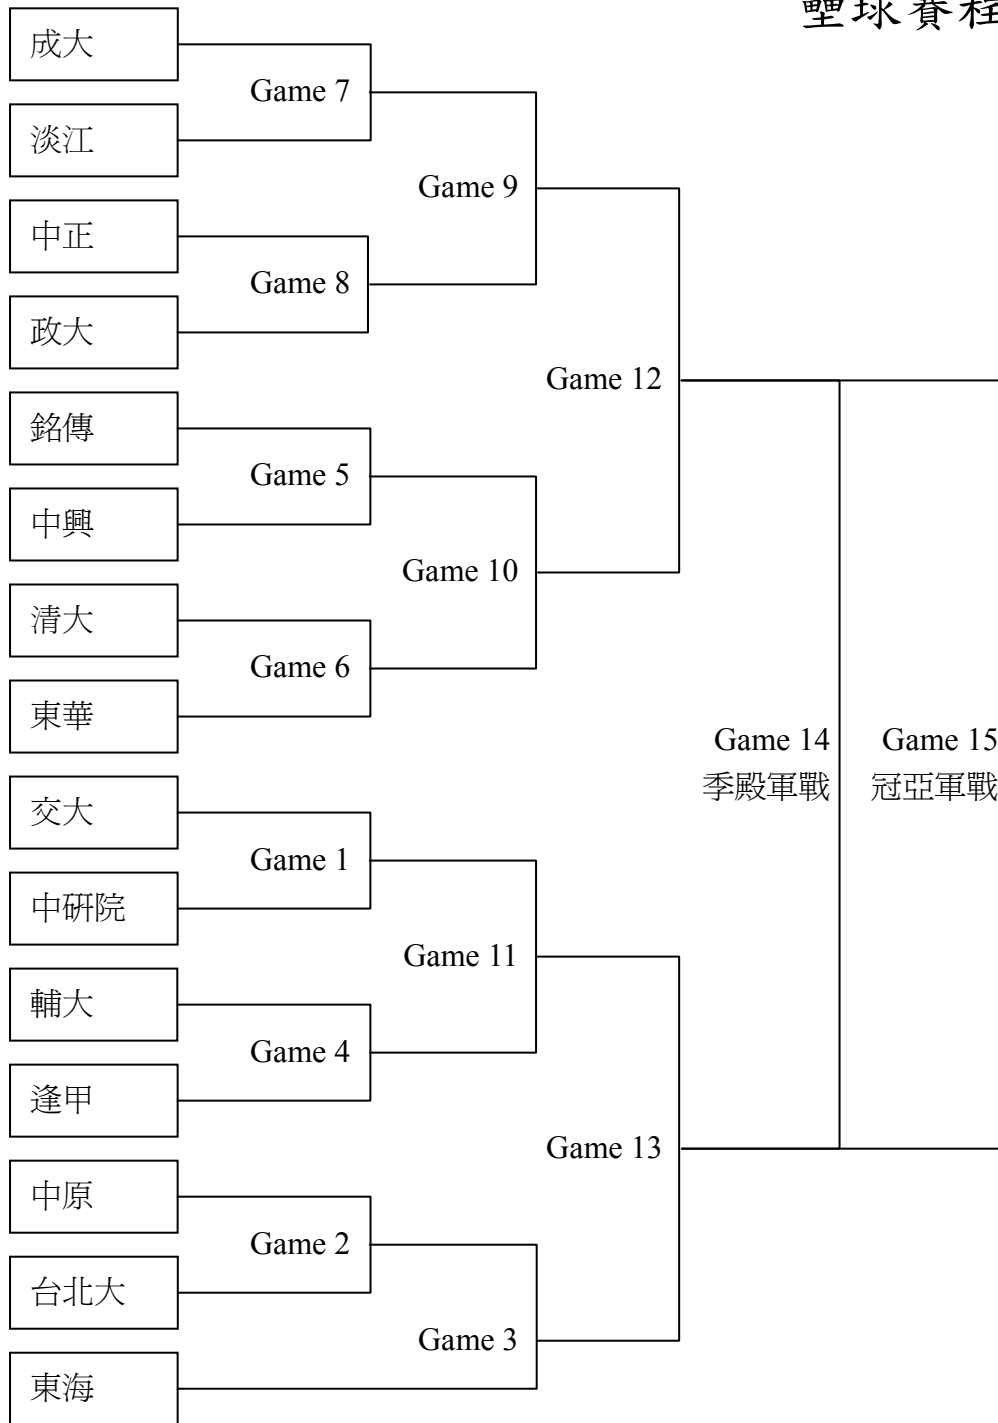 壘球賽程
成大
Game 7
淡江
Game 9
中正
Game 8
政大
Game 12
銘傳
Game 5
中興
Game 10
清大
Game 6
東華
Game 14
季殿軍戰
Game 15
冠亞軍戰
交大
Game 1
中研院
Game 11
輔大
Game 4
逢甲
Game 13
中原
Game 2
台北大
Game 3
東海